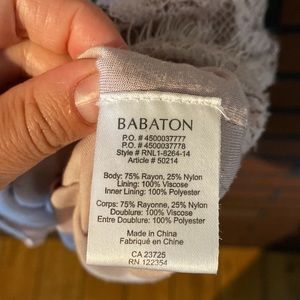 BABATON
P.O. # 4500037777
P.O. # 4500037778
Style # RNL1-8264-14
Article # 50214
Body: 75% Rayon, 25% Nylon
Lining: 100% Viscose
Inner Lining: 100% Polyester
Corps: 75% Rayonne, 25% Nylon
Doublure: 100% Viscose
Entre Doublure: 100% Polyester
Made in China
Fabriqué en Chine
CA 23725
RN 122354